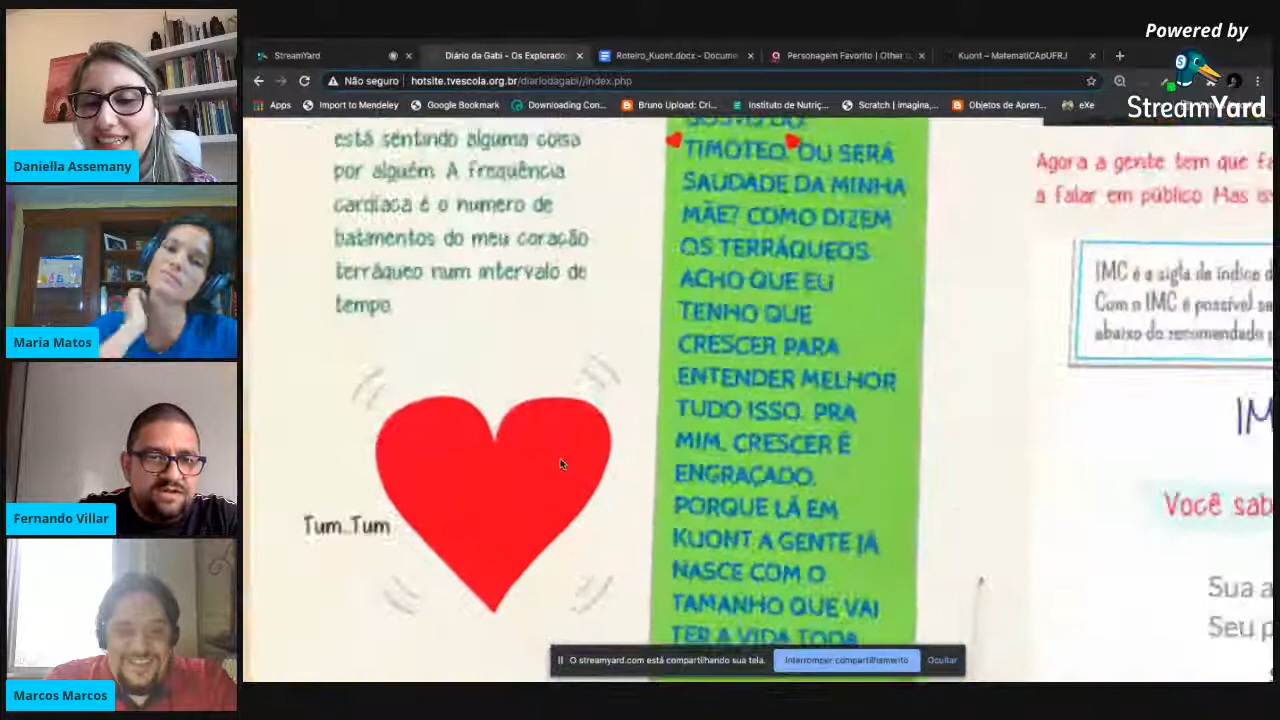 Powered by
StreamYard
Daniella Assemany
Maria Matos
Fernando Villar
Marcos Marcos
StreamYard
Diário da Gabi - Os Explorado
Roteiro_Kuont.docx - Docume
Personagem Favorito | Other
Kuont – MatematiCApUFRJ
Não seguro
hotsite.tvescola.org.br/diariodagabi//index.php
Apps
Import to Mendeley
Google Bookmark
Downloading Con...
Bruno Upload: Cri...
Instituto de Nutriç...
Scratch | imagina,...
Objetos de Apren...
eXe
está sentindo alguma coisa
por alguém. A frequência
cardíaca é o numero de
batimentos do meu coração
terráqueo num intervalo de
tempo
Tum..Tum
TIMOTEO. OU SERÁ
SAUDADE DA MINHA
MÃE? COMO DIZEM
OS TERRÁQUEOS
ACHO QUE EU
TENHO QUE
CRESCER PARA
ENTENDER MELHOR
TUDO ISSO. PRA
MIM, CRESCER É
ENGRAÇADO.
PORQUE LÁ EM
KUONT A GENTE JÁ
NASCE COM O
TAMANHO QUE VAI
TER A VIDA TODA
Agora a gente tem que fa
a falar em público Mas
IMC é a sigla de índice d
Com o IMC é possível
abaixo do recomendado
IM
Você sab
Sua a
Seu p
O streamyard.com está compartilhando sua tela.
Interromper compartilhamento
Ocultar